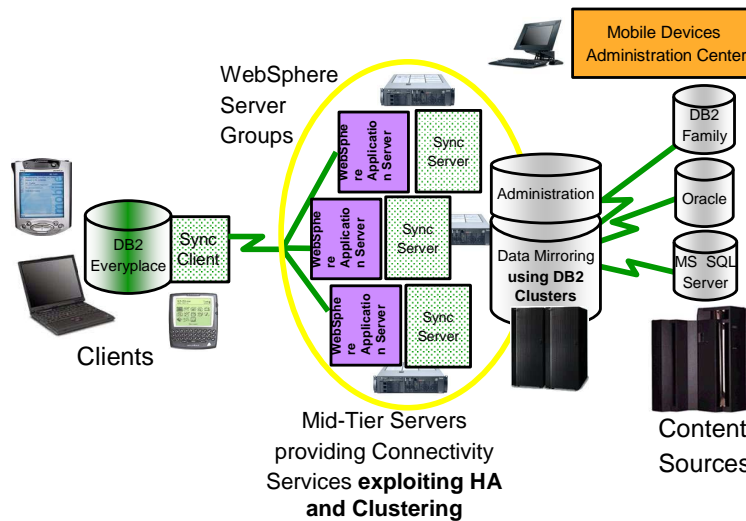 Mobile Devices
Administration Center
WebSphere
Server
Groups
DB2
Everyplace
Sync
Client
Clients
WebSphe
re
Applicatio
n Server
Sync
Server
WebSphe
re
Applicatio
n Server
Sync
Server
WebSphe
re
Applicatio
n Server
Sync
Server
Administration
Data Mirroring
using DB2
Clusters
DB2
Family
Oracle
MS SQL
Server
Mid-Tier Servers
providing Connectivity
Services exploiting HA
and Clustering
Content
Sources